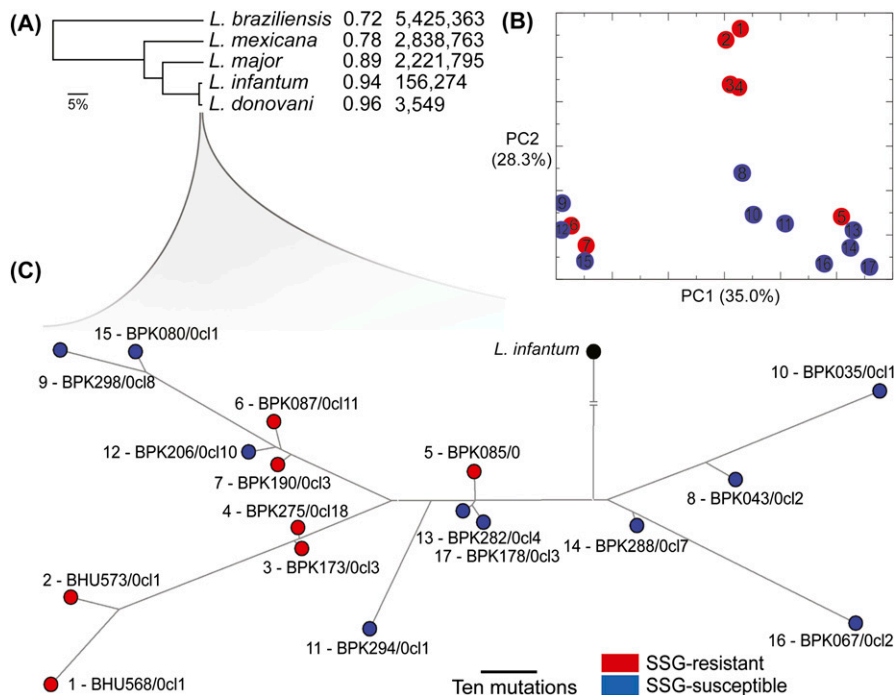 (A)
L. braziliensis 0.72 5,425,363
L. mexicana 0.78 2,838,763
L. major 0.89 2,221,795
L. infantum 0.94 156,274
L. donovani 0.96 3,549
5%
(B)
PC2
(28.3%)
1
2
3
4
8
9
10
11
5
6
12
13
7
14
15
16
17
PC1 (35.0%)
(C)
15 - BPK080/0cl1
L. infantum
9 - BPK298/0cl8
10 - BPK035/0cl1
6 - BPK087/0cl11
12 - BPK206/0cl10
5 - BPK085/0
7 - BPK190/0cl3
8 - BPK043/0cl2
4 - BPK275/0cl18
13 - BPK282/0cl4
14 - BPK288/0cl7
17 - BPK178/0cl3
3 - BPK173/0cl3
2 - BHU573/0cl1
11 - BPK294/0cl1
16 - BPK067/0cl2
1 - BHU568/0cl1
Ten mutations
SSG-resistant
SSG-susceptible